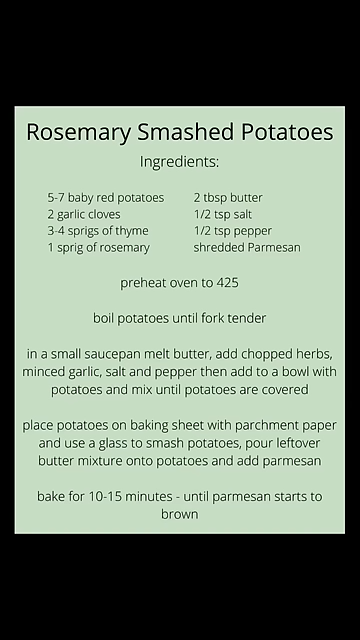 Rosemary Smashed Potatoes
Ingredients:
5-7 baby red potatoes
2 garlic cloves
3-4 sprigs of thyme
1 sprig of rosemary
2 tbsp butter
1/2 tsp salt
1/2 tsp pepper
shredded Parmesan
preheat oven to 425
boil potatoes until fork tender
in a small saucepan melt butter, add chopped herbs,
minced garlic, salt and pepper then add to a bowl with
potatoes and mix until potatoes are covered
place potatoes on baking sheet with parchment paper
and use a glass to smash potatoes, pour leftover
butter mixture onto potatoes and add parmesan
bake for 10-15 minutes - until parmesan starts to
brown